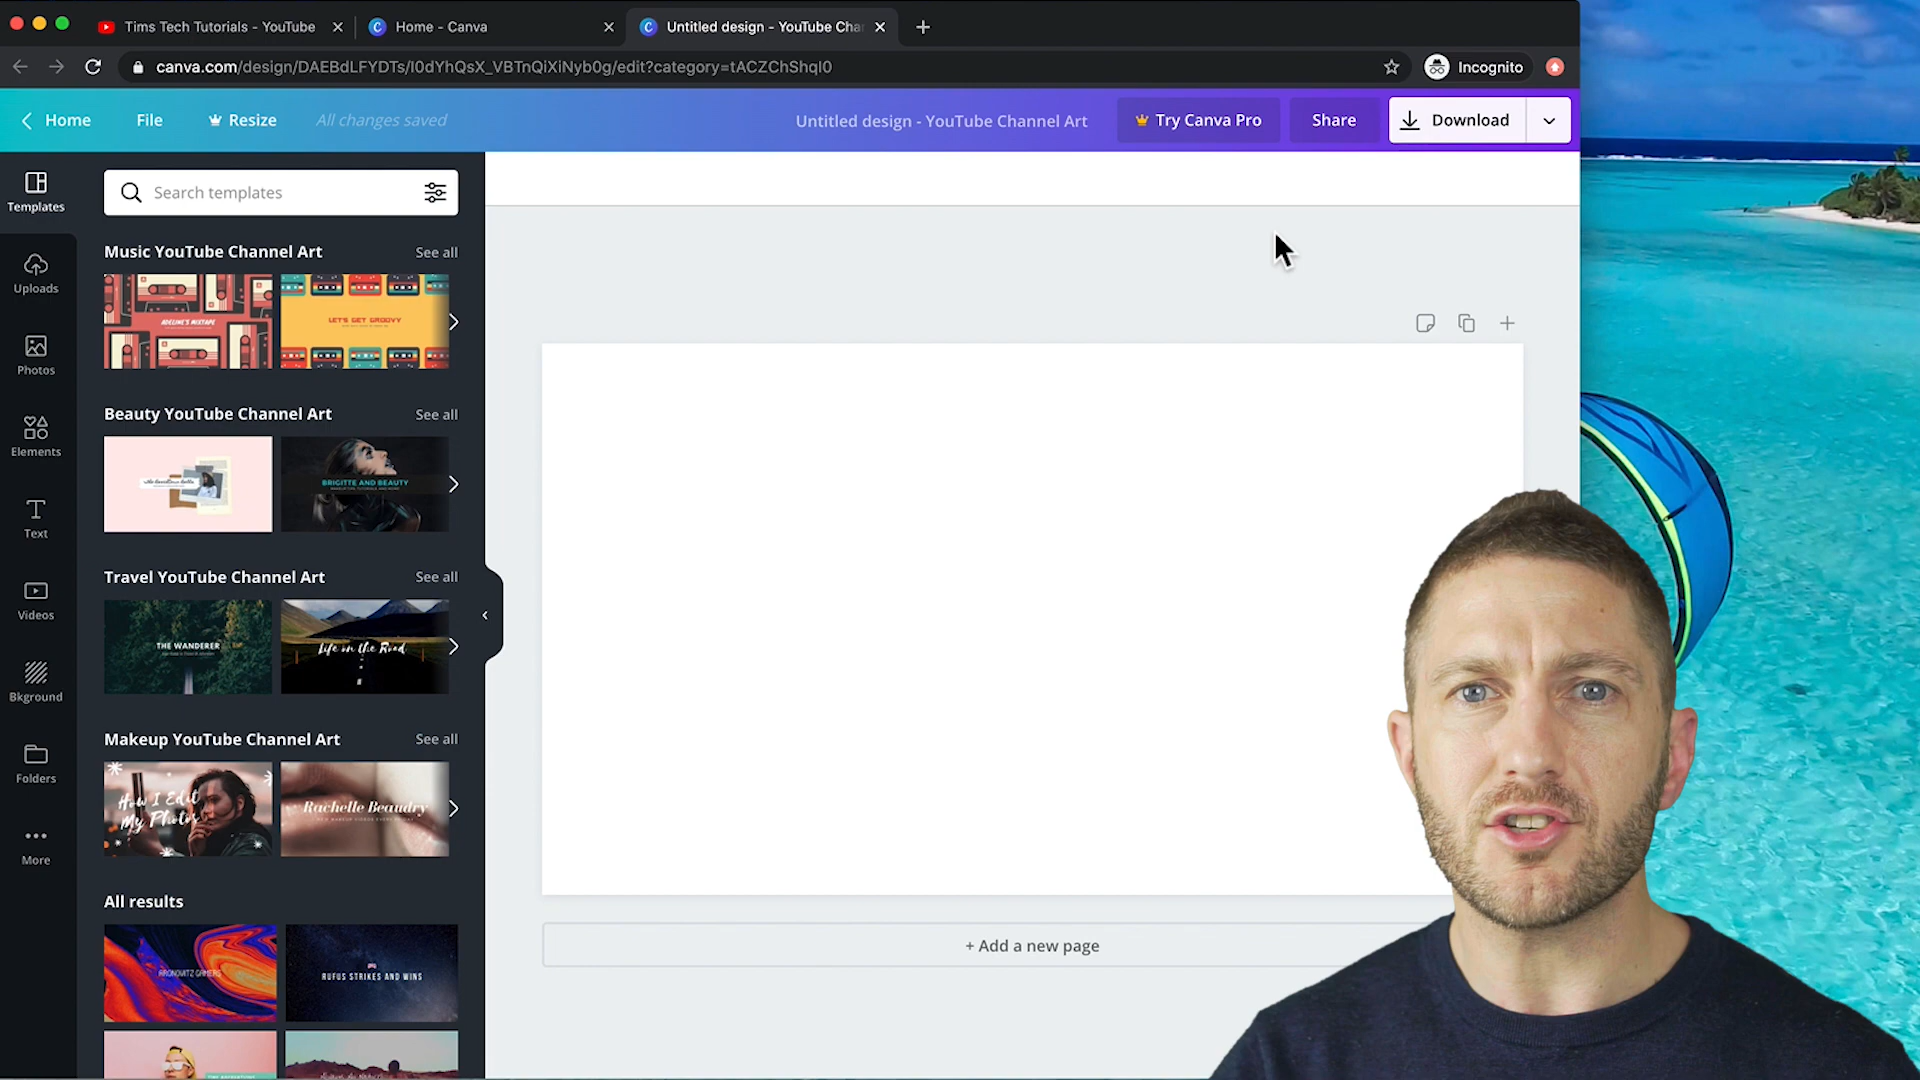 Tims Tech Tutorials - YouTube
Home - Canva
Untitled design - YouTube Cha
canva.com/design/DAEBdLFYDTs/I0dYhQsX_VBTnQiXiNyb0g/edit?category=tACZChShqI0
Incognito
Home
File
Resize
All changes saved
Untitled design - YouTube Channel Art
Try Canva Pro
Share
Download
Templates
Uploads
Photos
Elements
Text
Videos
Bkground
Folders
More
Search templates
Music YouTube Channel Art
See all
ADELINE'S MIXTAPE
LET'S GET GROOVY
Beauty YouTube Channel Art
See all
BRIGITTE AND BEAUTY
Travel YouTube Channel Art
See all
THE WANDERER
Life on the Road
Makeup YouTube Channel Art
See all
How I Edit
My Photos
Rachelle Beaudry
All results
ARONOWITZ GAMERS
RUFUS STRIKES AND WINS
+ Add a new page